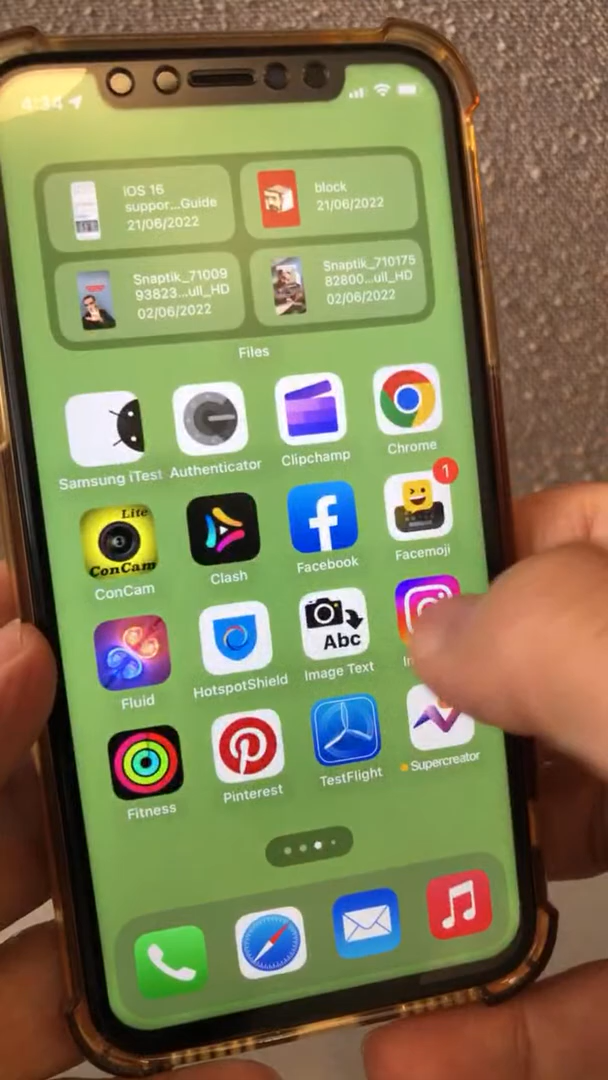 4:34
iOS 16
suppor...Guide
21/06/2022
block
21/06/2022
Snaptik_71009
93823...ull_HD
02/06/2022
Snaptik_710175
82800...ull_HD
02/06/2022
Files
Samsung iTest
Authenticator
Clipchamp
Chrome
Lite
ConCam
ConCam
Clash
Facebook
1
Facemoji
Fluid
HotspotShield
Abc
Image Text
In
Fitness
Pinterest
TestFlight
Supercreator